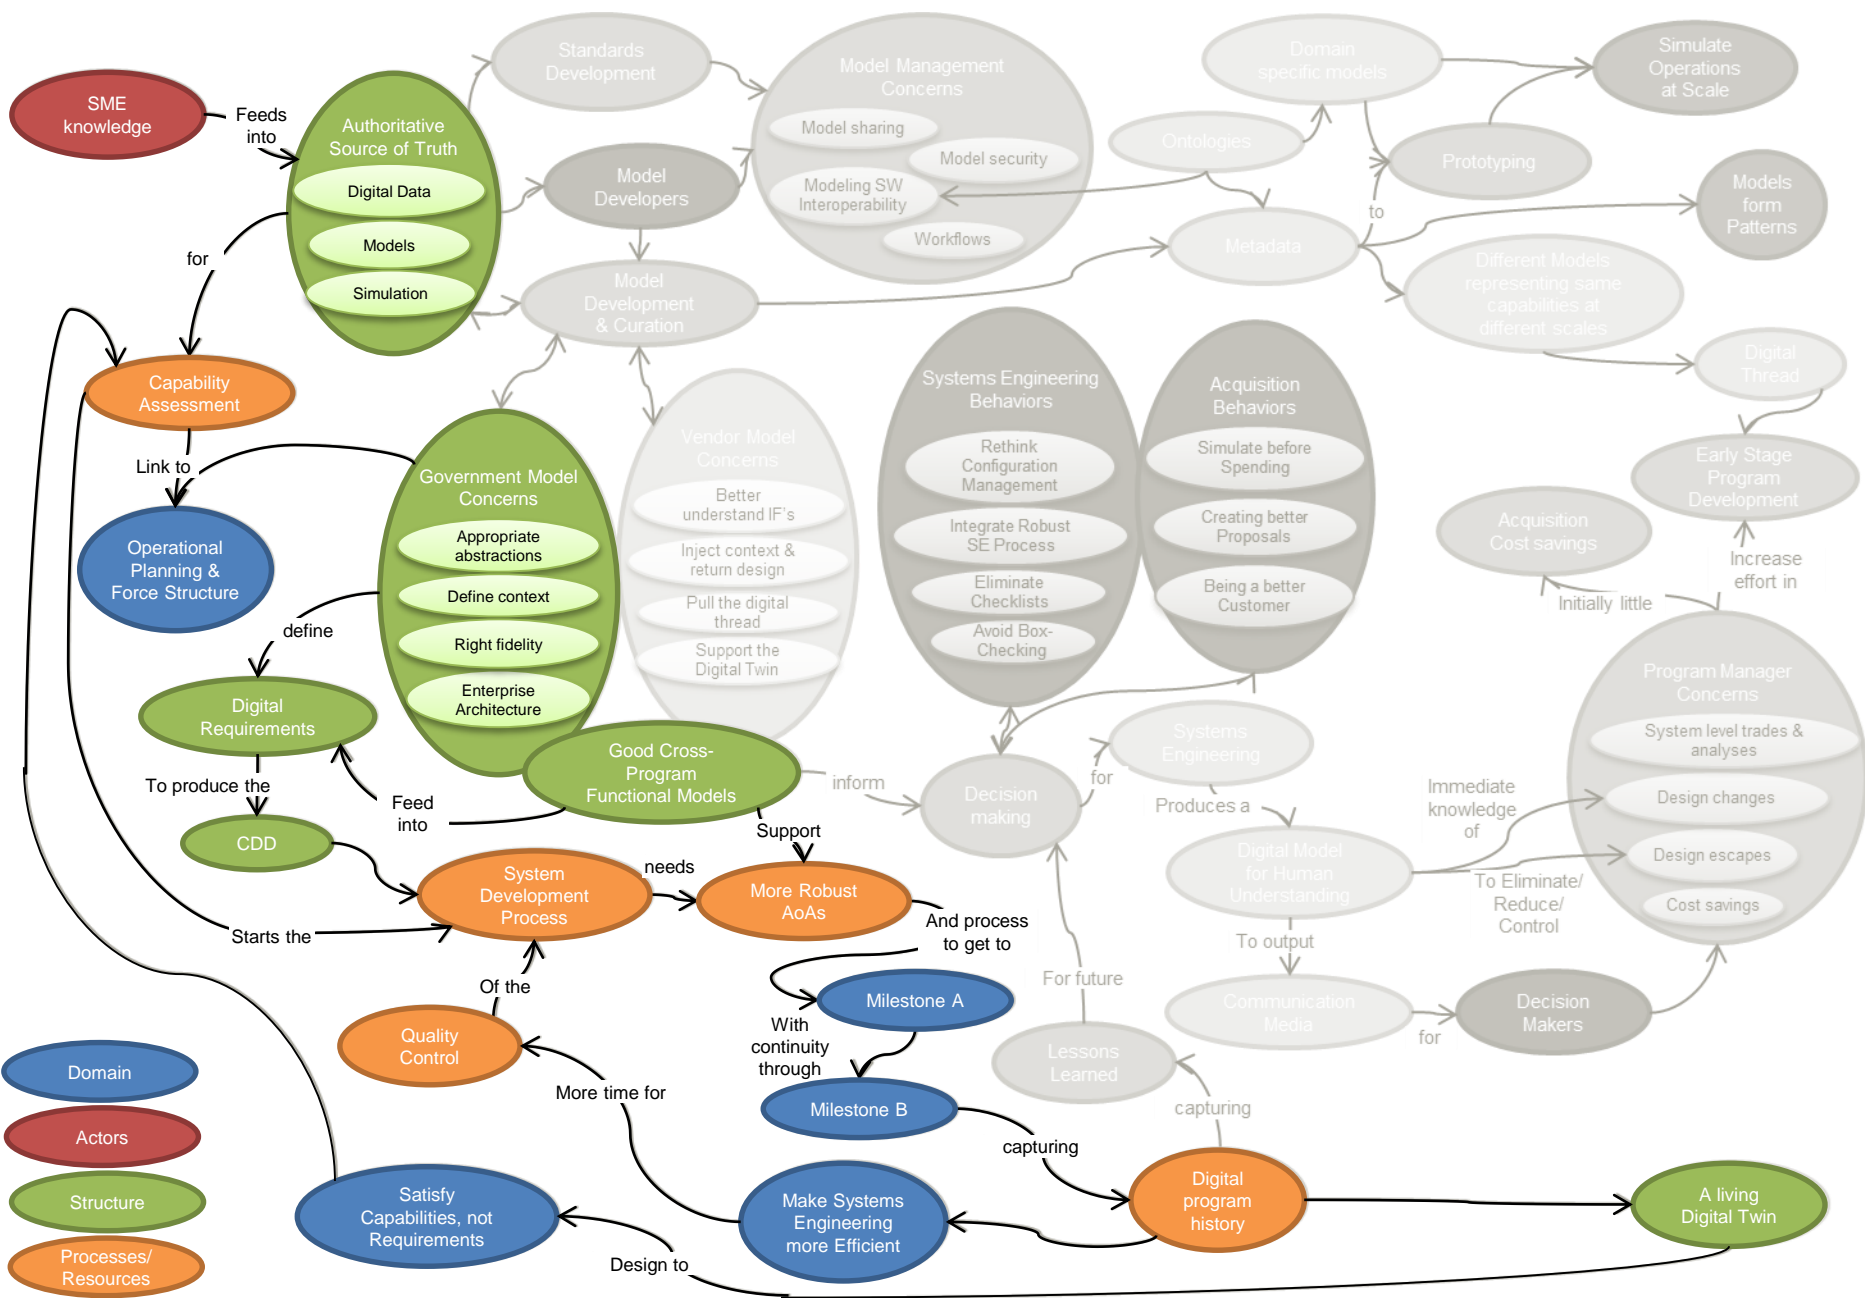 SME
knowledge
Feeds
into
Authoritative
Source of Truth
Digital Data
Models
Simulation
for
Standards
Development
Model
Developers
Model
Development
& Curation
Model Management
Concerns
Model sharing
Model security
Modeling SW
Interoperability
Workflows
Ontologies
Domain
specific models
Simulate
Operations
at Scale
Prototyping
to
Models
form
Patterns
Metadata
Different Models
representing same
capabilities at
different scales
Digital
Thread
Early Stage
Program
Development
Increase
effort in
Acquisition
Cost savings
Initially little
Capability
Assessment
Link to
Operational
Planning &
Force Structure
Government Model
Concerns
Appropriate
abstractions
Define context
Right fidelity
Enterprise
Architecture
Vendor Model
Concerns
Better
understand IF's
Inject context &
return design
Pull the digital
thread
Support the
Digital Twin
Systems Engineering
Behaviors
Rethink
Configuration
Management
Integrate Robust
SE Process
Eliminate
Checklists
Avoid Box-
Checking
Acquisition
Behaviors
Simulate before
Spending
Creating better
Proposals
Being a better
Customer
Program Manager
Concerns
System level trades &
analyses
Design changes
Design escapes
Cost savings
define
Digital
Requirements
To produce the
CDD
Feed
into
Good Cross-
Program
Functional Models
inform
Support
Decision
making
for
Systems
Engineering
Produces a
Digital Model
for Human
Understanding
Immediate
knowledge
of
To Eliminate/
Reduce/
Control
To output
Communication
Media
for
Decision
Makers
System
Development
Process
needs
More Robust
AoAs
And process
to get to
Starts the
Of the
Quality
Control
Milestone A
With
continuity
through
Milestone B
For future
Lessons
Learned
capturing
capturing
More time for
Digital
program
history
A living
Digital Twin
Make Systems
Engineering
more Efficient
Satisfy
Capabilities, not
Requirements
Design to
Domain
Actors
Structure
Processes/
Resources